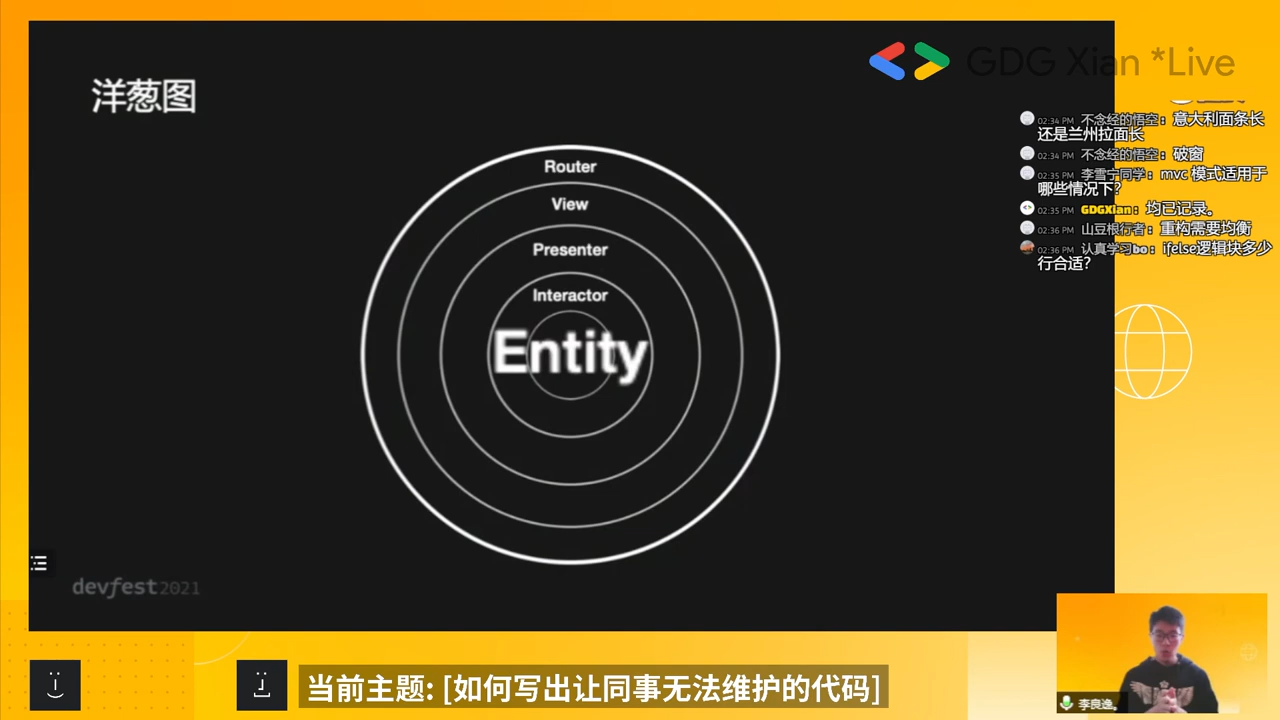 洋葱图
GDG Xian *Live
Router
View
Presenter
Interactor
Entity
02:34 PM 不念经的悟空：意大利面条长
还是兰州拉面长
02:34 PM 不念经的悟空：破窗
02:35 PM 李雪宁同学：mvc 模式适用于
哪些情况下？
02:35 PM GDGXian：均已记录。
02:36 PM 山豆根行者：重构需要均衡
02:36 PM 认真学习bo：ifelse逻辑块多少
行合适？
devfest2021
当前主题: [如何写出让同事无法维护的代码]
李良逸